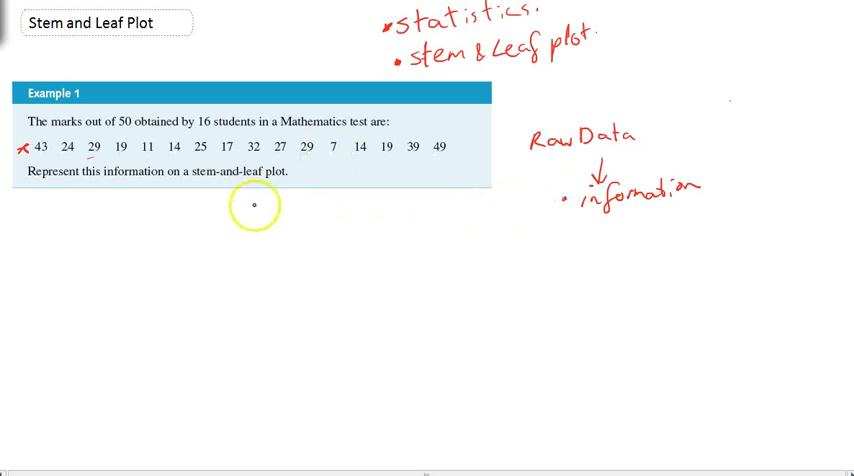 Stem and Leaf Plot
• statistics.
• stem & Leaf plot.
Example 1
The marks out of 50 obtained by 16 students in a Mathematics test are:
43 24 29 19 11 14 25 17 32 27 29 7 14 19 39 49
Represent this information on a stem-and-leaf plot.
Raw Data
• information